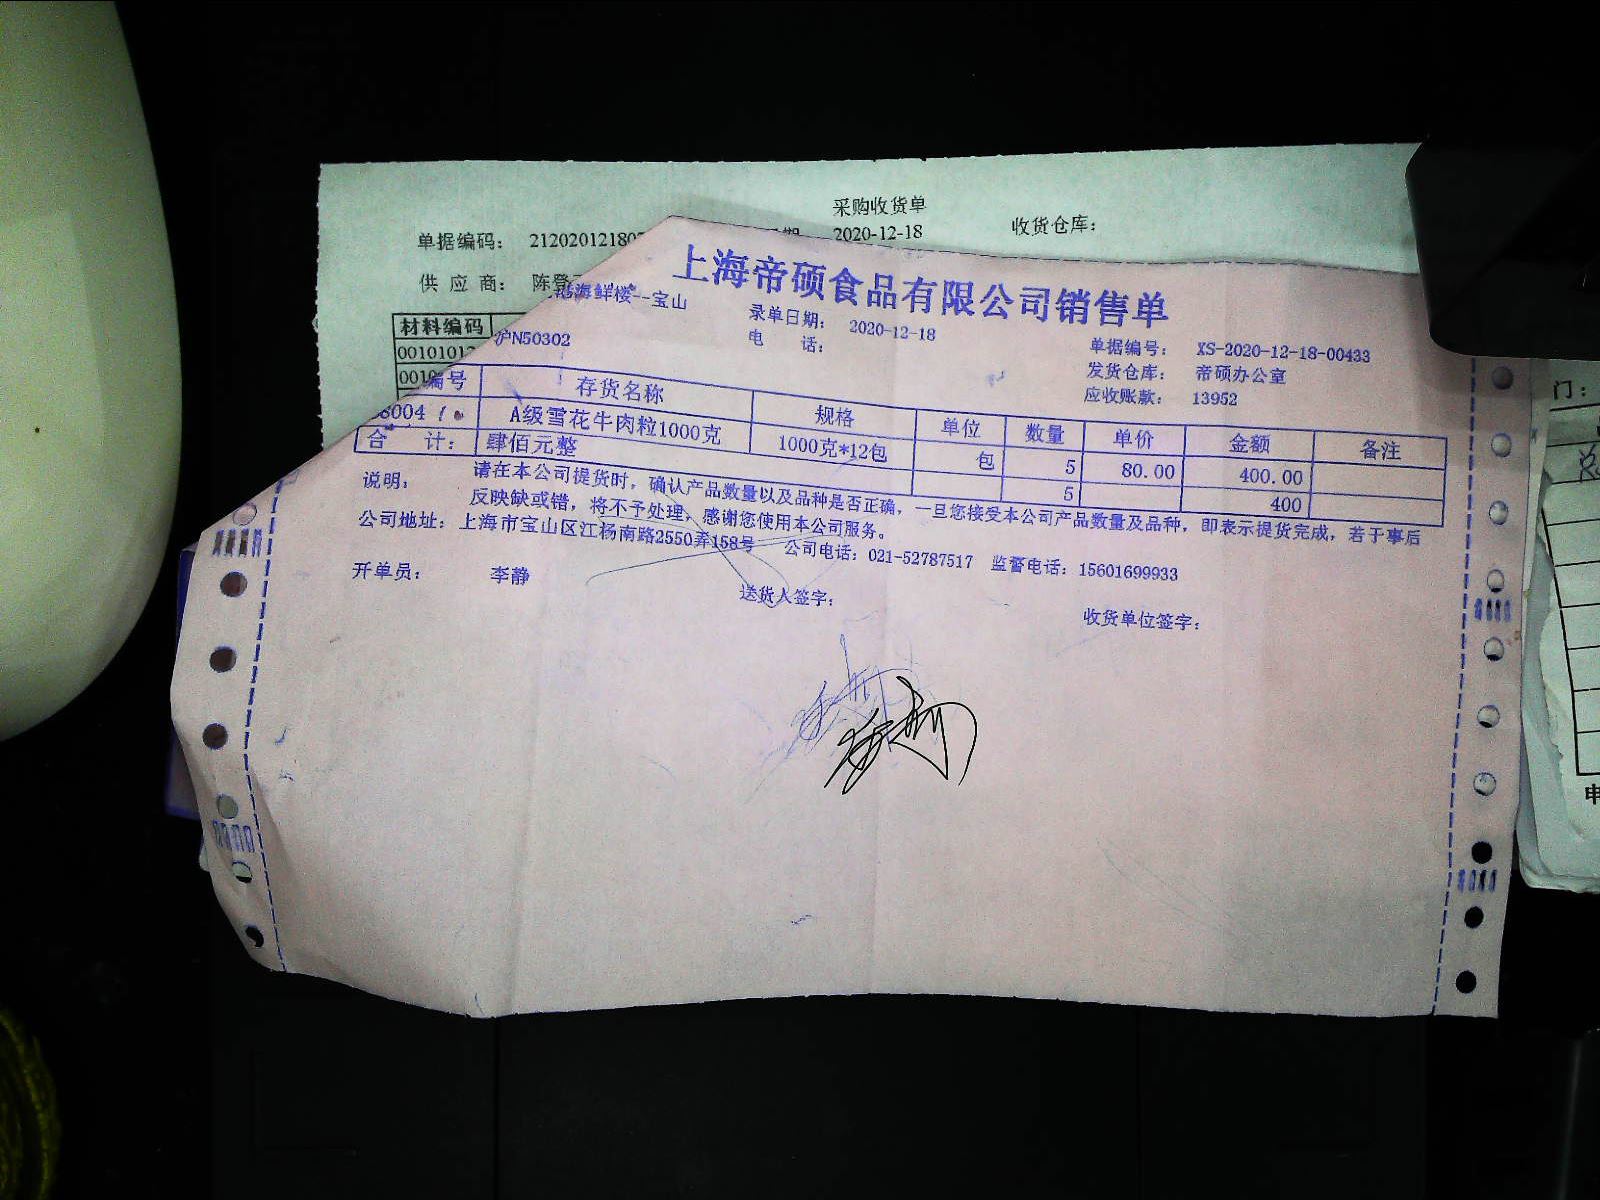 采购收货单
单据编码： 212020121802
2020-12-18
收货仓库：
供 应 商： 陈登
材料编码
00101012
0010
上海帝硕食品有限公司销售单
海鲜楼--宝山
录单日期： 2020-12-18
单据编号： XS-2020-12-18-00433
沪N50302
电 话：
发货仓库： 帝硕办公室
应收账款： 13952
编号 存货名称 规格 单位 数量 单价 金额 备注
8004 A级雪花牛肉粒1000克 1000克*12包 包 5 80.00 400.00
合 计： 肆佰元整 5 400
说明： 请在本公司提货时，确认产品数量以及品种是否正确，一旦您接受本公司产品数量及品种，即表示提货完成，若于事后
反映缺或错，将不予处理，感谢您使用本公司服务。
公司地址：上海市宝山区江杨南路2550弄158号 公司电话：021-52787517 监督电话：15601699933
开单员： 李静
送货人签字：
收货单位签字：
门：
申